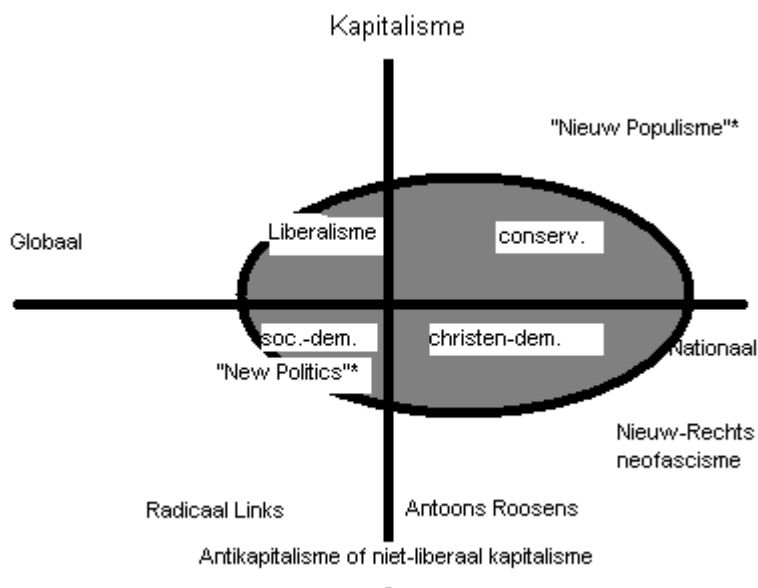 Kapitalisme
"Nieuw Populisme"*
Liberalisme
conserv.
Globaal
soc.-dem.
christen-dem.
Nationaal
"New Politics"*
Nieuw-Rechts
neofascisme
Radicaal Links
Antoons Roosens
Antikapitalisme of niet-liberaal kapitalisme